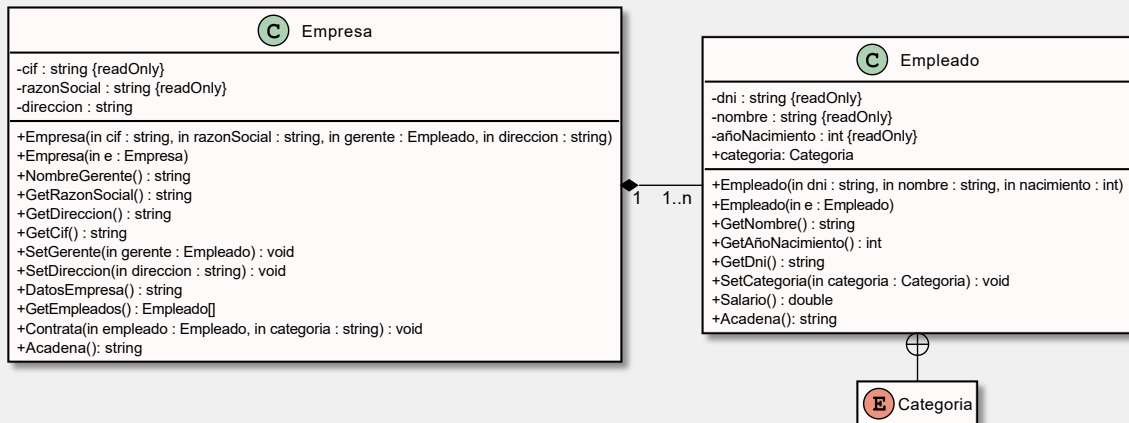 C Empresa
-cif : string {readOnly}
-razonSocial : string {readOnly}
-direccion : string
+Empresa(in cif : string, in razonSocial : string, in gerente : Empleado, in direccion : string)
+Empresa(in e : Empresa)
+NombreGerente() : string
+GetRazonSocial() : string
+GetDireccion() : string
+GetCif() : string
+SetGerente(in gerente : Empleado) : void
+SetDireccion(in direccion : string) : void
+DatosEmpresa() : string
+GetEmpleados() : Empleado[]
+Contrata(in empleado : Empleado, in categoria : string) : void
+Acadena(): string
1 1..n
C Empleado
-dni : string {readOnly}
-nombre : string {readOnly}
-añoNacimiento : int {readOnly}
+categoria: Categoria
+Empleado(in dni : string, in nombre : string, in nacimiento : int)
+Empleado(in e : Empleado)
+GetNombre() : string
+GetAñoNacimiento() : int
+GetDni() : string
+SetCategoria(in categoria : Categoria) : void
+Salario() : double
+Acadena(): string
E Categoria